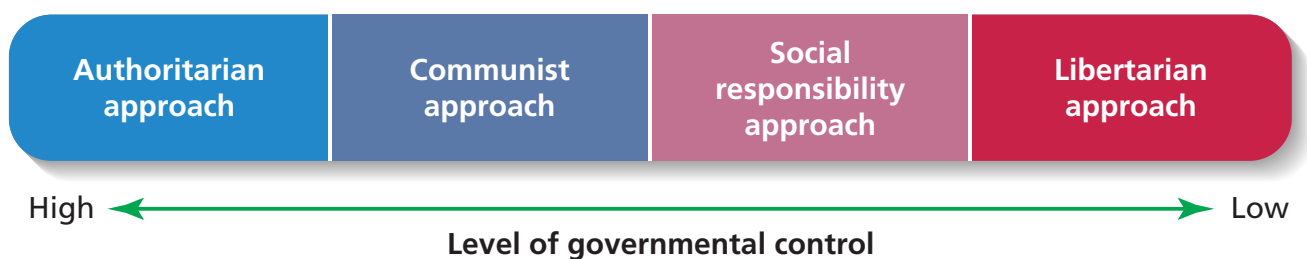 Authoritarian
approach
Communist
approach
Social
responsibility
approach
Libertarian
approach
High
Low
Level of governmental control